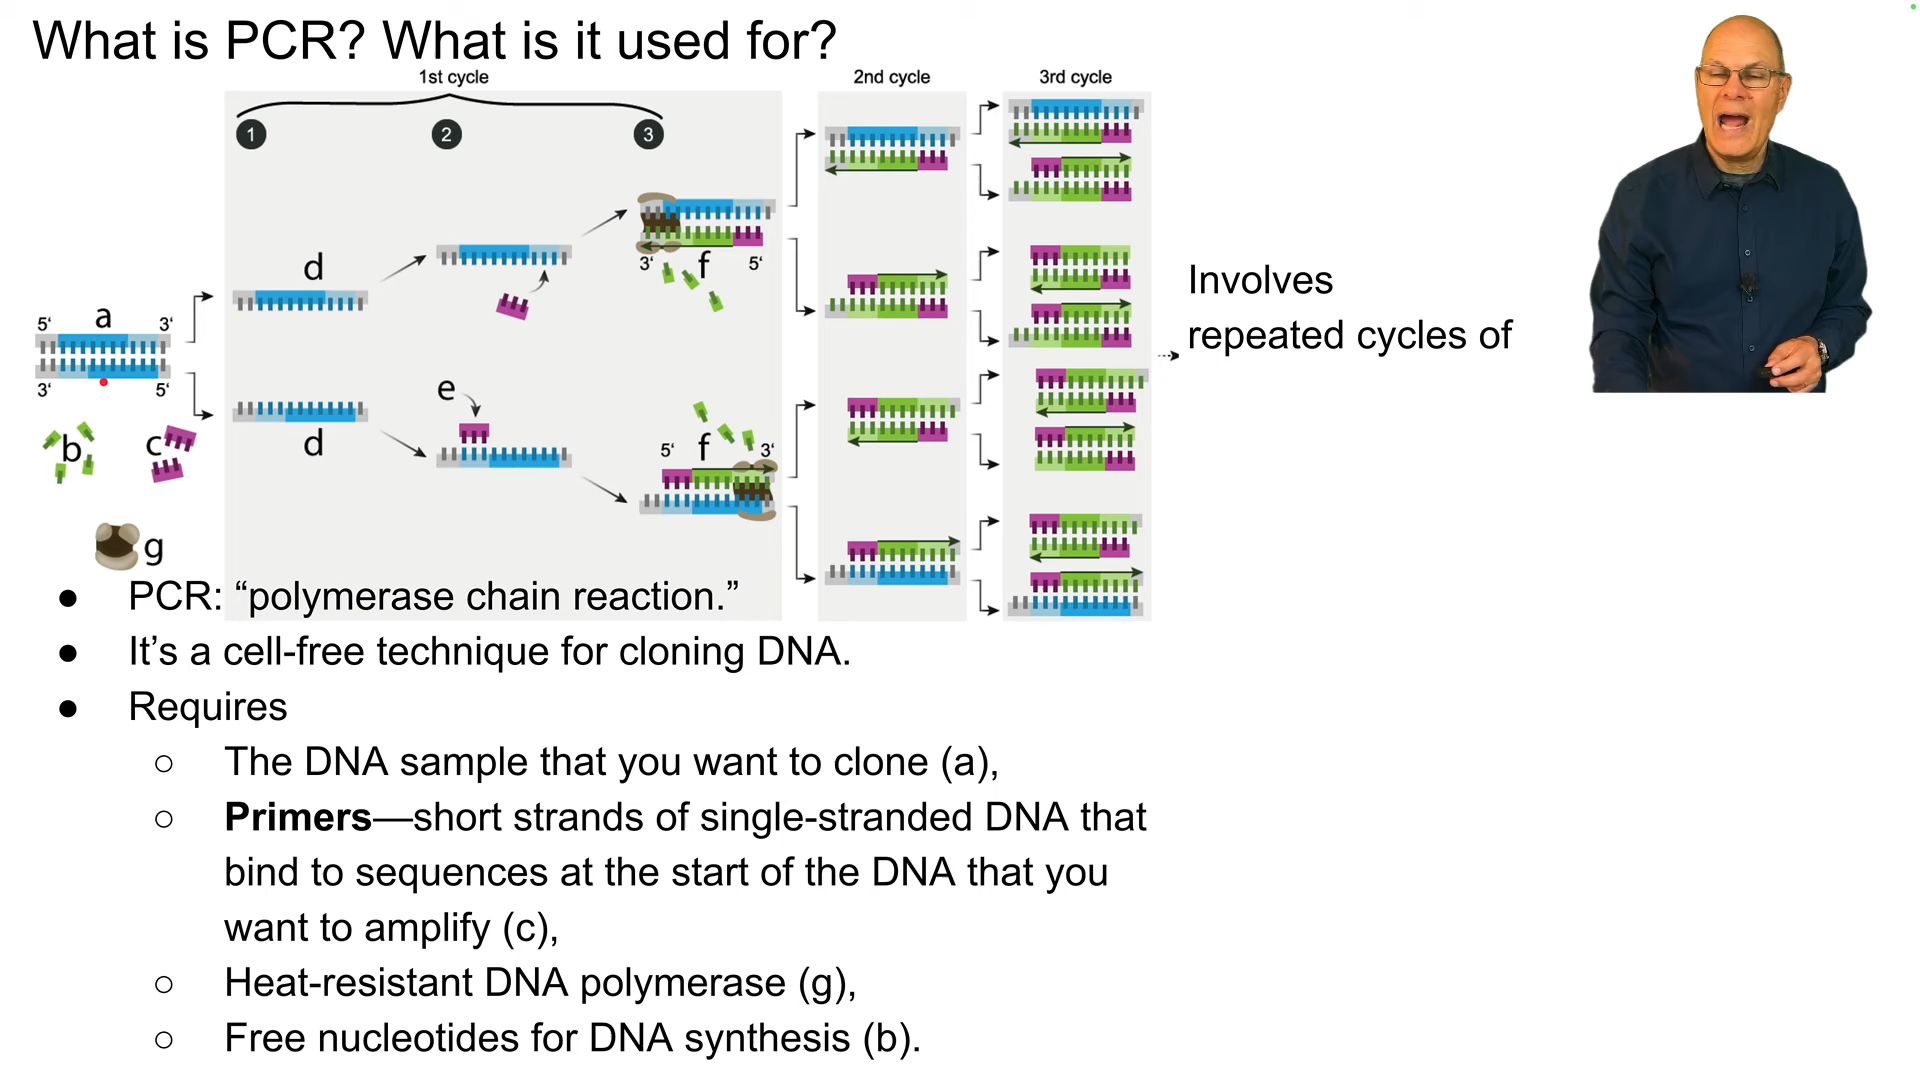 What is PCR? What is it used for?
1st cycle
2nd cycle
3rd cycle
1
2
3
d
3‘
f
5‘
5‘
a
3‘
3‘
5‘
d
e
b
c
5‘
f
3‘
g
Involves
repeated cycles of
● PCR: “polymerase chain reaction.”
● It’s a cell-free technique for cloning DNA.
● Requires
○ The DNA sample that you want to clone (a),
○ Primers—short strands of single-stranded DNA that
bind to sequences at the start of the DNA that you
want to amplify (c),
○ Heat-resistant DNA polymerase (g),
○ Free nucleotides for DNA synthesis (b).